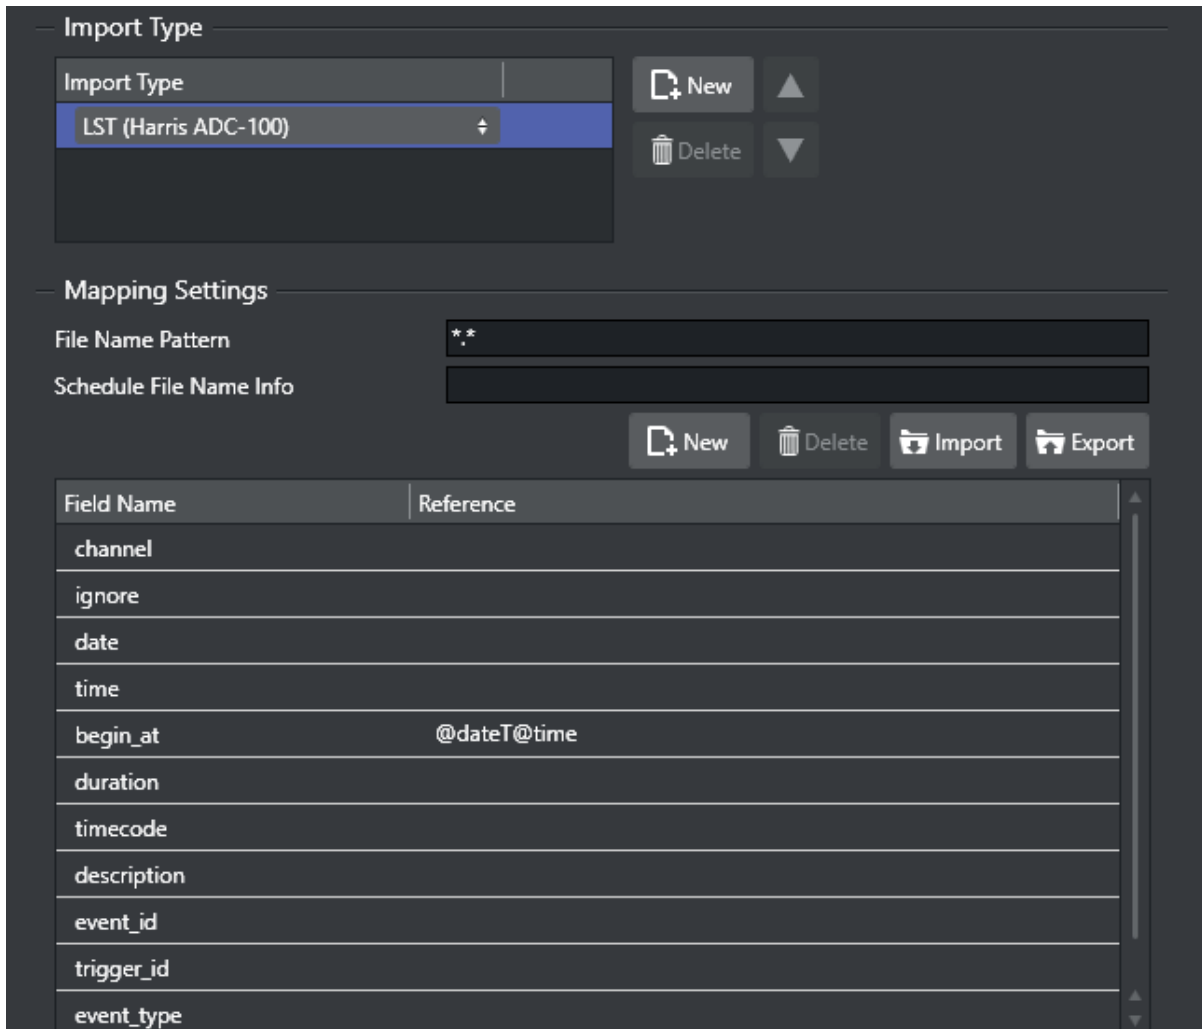 Import Type
Import Type
LST (Harris ADC-100)
New
Delete
Mapping Settings
File Name Pattern *.*
Schedule File Name Info
New Delete Import Export
Field Name Reference
channel
ignore
date
time
begin_at @dateT@time
duration
timecode
description
event_id
trigger_id
event_type